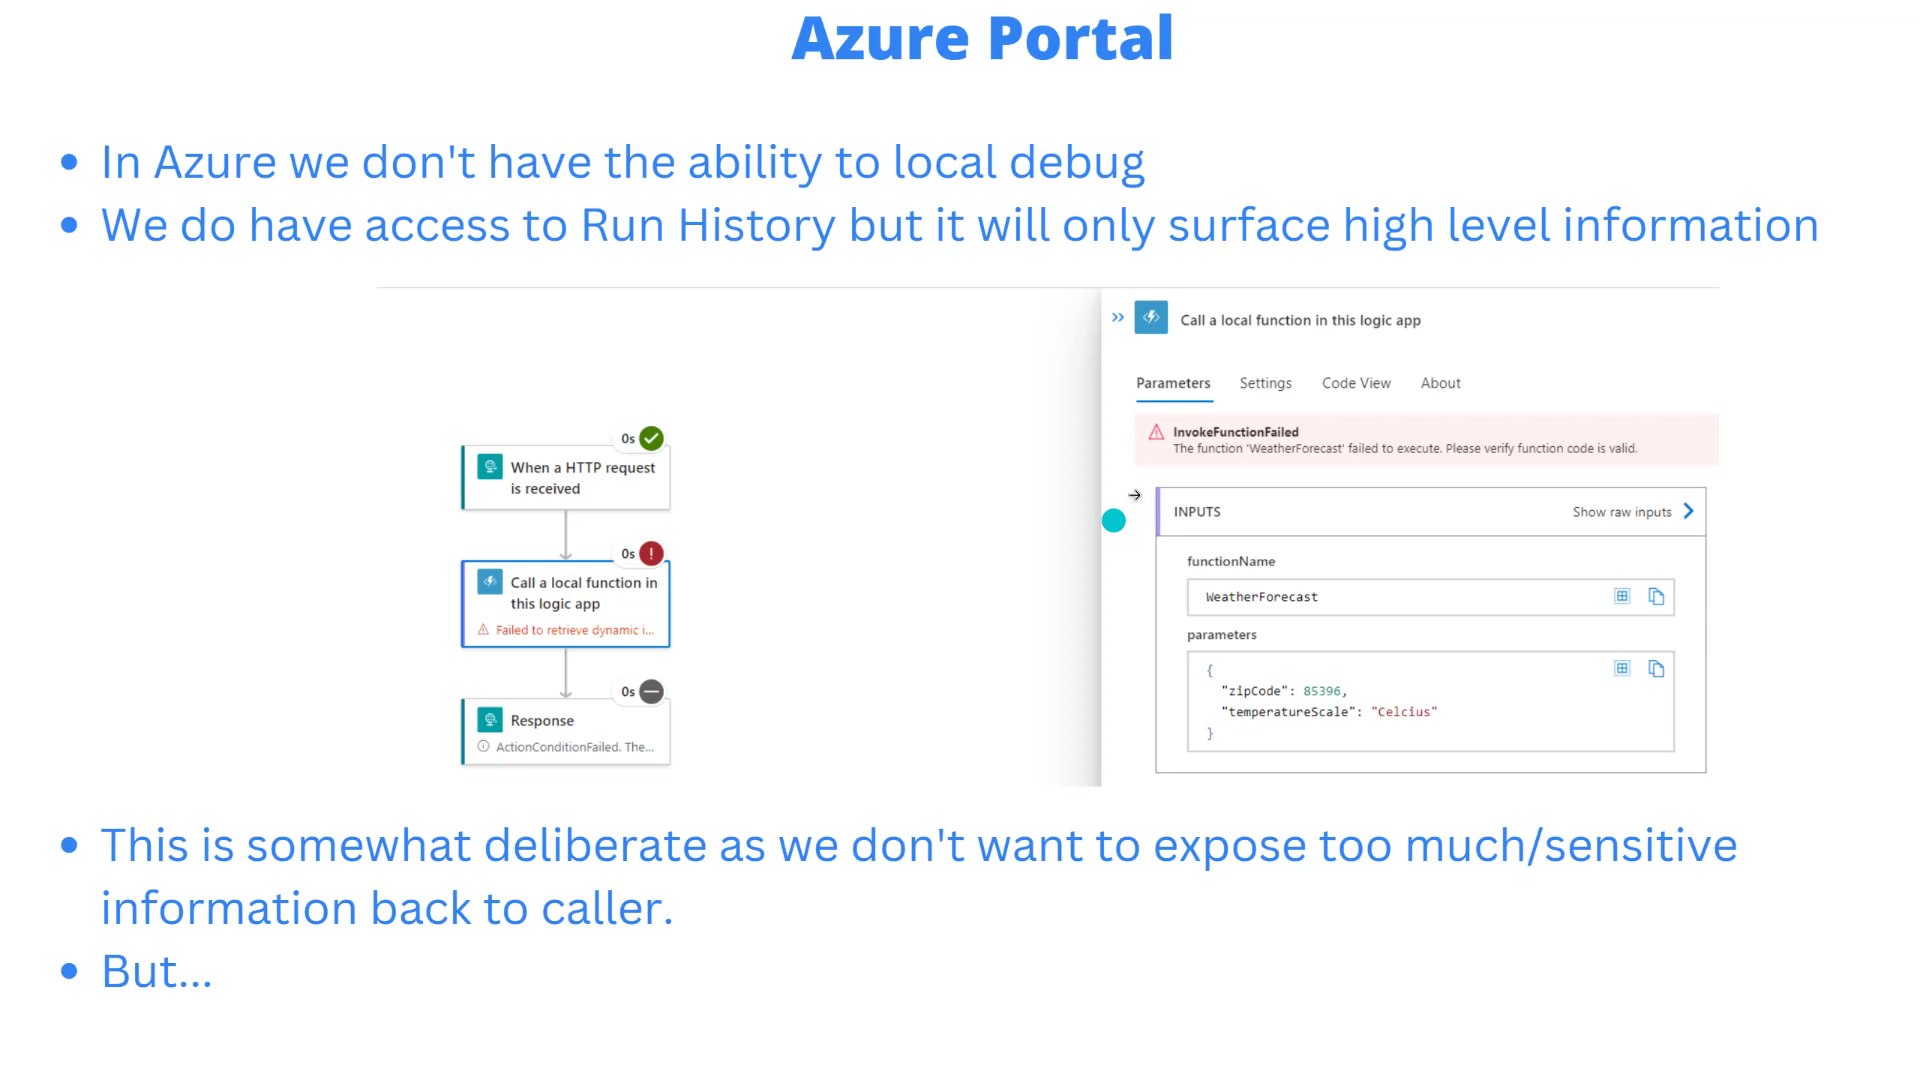 Azure Portal
In Azure we don't have the ability to local debug
We do have access to Run History but it will only surface high level information
0s
When a HTTP request
is received
0s
Call a local function in
this logic app
Failed to retrieve dynamic i...
0s
Response
ActionConditionFailed. The...
Call a local function in this logic app
Parameters Settings Code View About
InvokeFunctionFailed
The function 'WeatherForecast' failed to execute. Please verify function code is valid.
INPUTS Show raw inputs
functionName
WeatherForecast
parameters
{
"zipCode": 85396,
"temperatureScale": "Celcius"
}
This is somewhat deliberate as we don't want to expose too much/sensitive
information back to caller.
But...